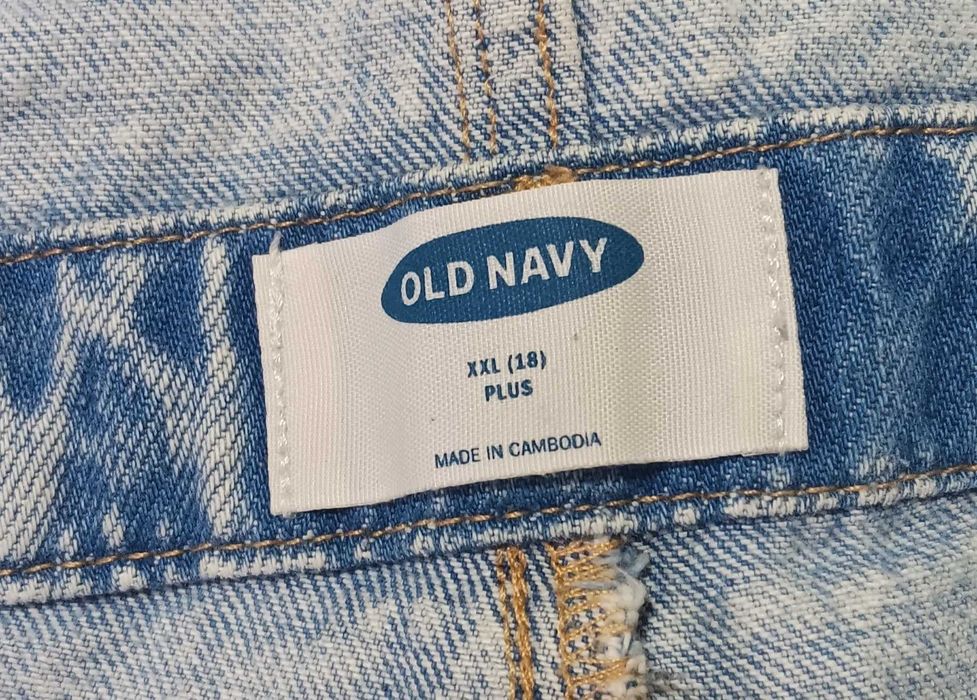 OLD NAVY
XXL (18)
PLUS
MADE IN CAMBODIA